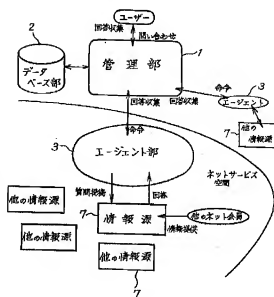 ユーザー
回答収集
問い合わせ
1
2
管理部
データ
ベース部
命令
3
回答収集
回答収集
エージェント
命令
7
他の
情報源
3
エージェント部
ネットサービス
空間
質問提携
回答
他の情報源
7
情報源
他のネット会員
情報提供
他の情報源
他の情報源
7